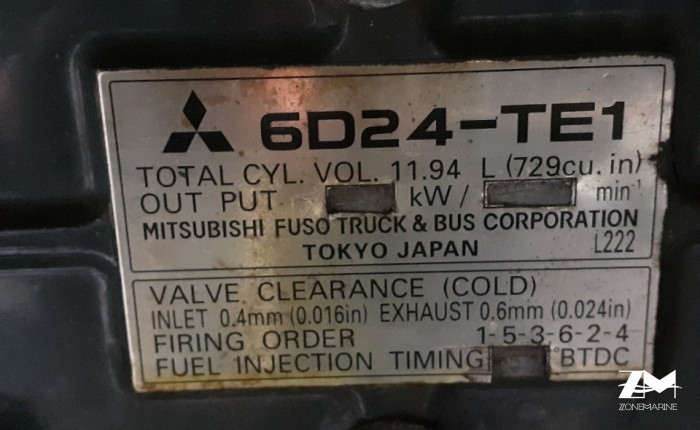 6D24-TE1
TOTAL CYL. VOL. 11.94 L (729cu. in)
OUT PUT kW/ min⁻¹
MITSUBISHI FUSO TRUCK & BUS CORPORATION
TOKYO JAPAN L222
VALVE CLEARANCE (COLD)
INLET 0.4mm (0.016in) EXHAUST 0.6mm (0.024in)
FIRING ORDER 1-5-3-6-2-4
FUEL INJECTION TIMING °BTDC
ZM
ZZONEMARINE